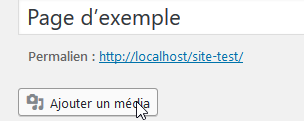 Page d’exemple
Permalien : http://localhost/site-test/
Ajouter un média